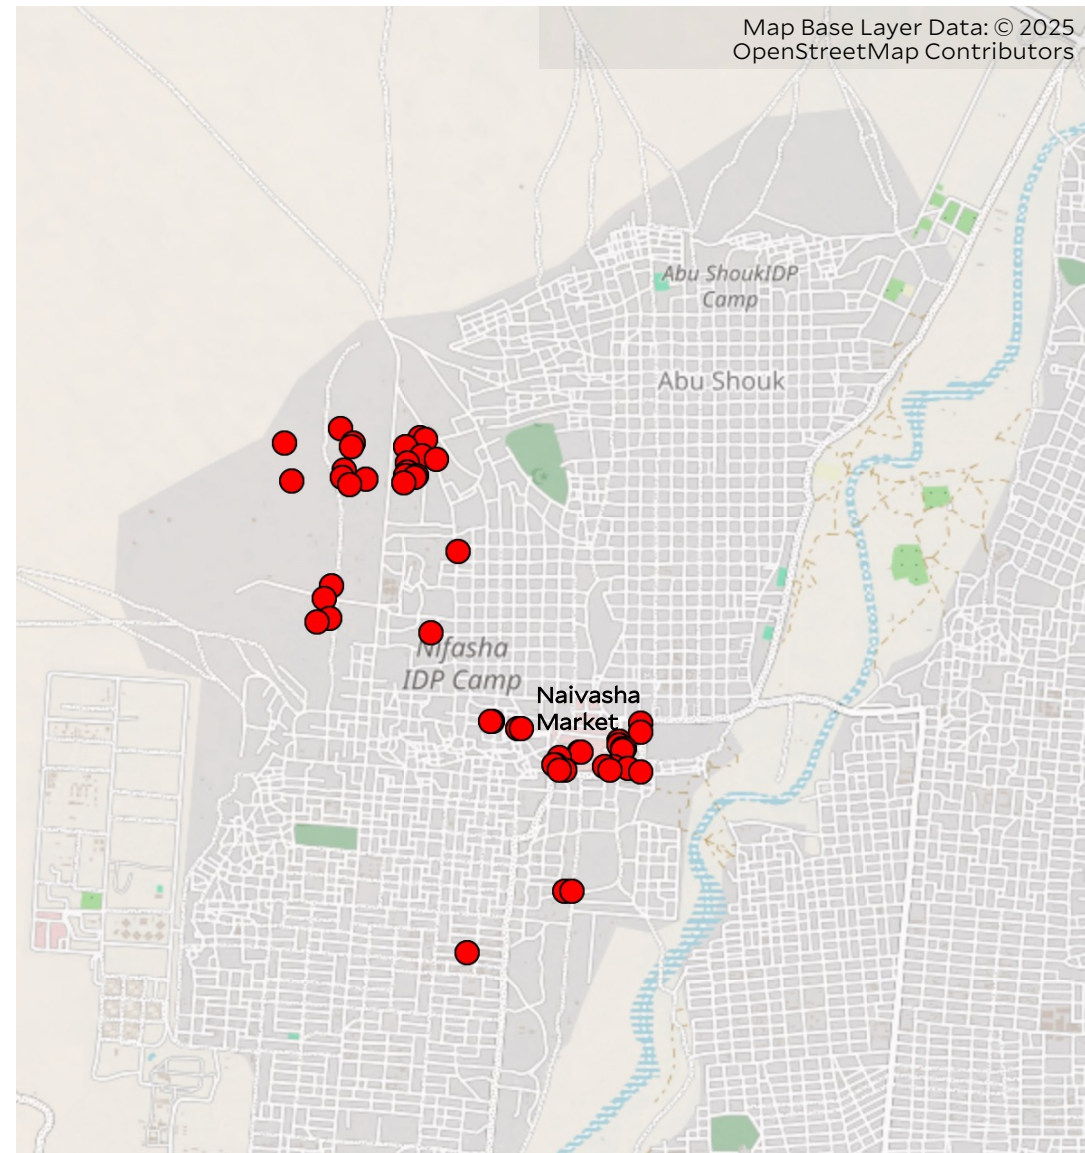 Map Base Layer Data: © 2025
OpenStreetMap Contributors
Abu ShoukIDP
Camp
Abu Shouk
Nifasha
IDP Camp
Naivasha
Market